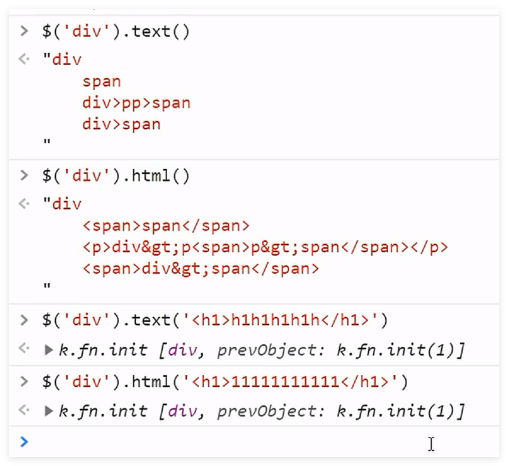 > $('div').text()
<· "div
span
div>pp>span
div>span
"
> $('div').html()
<· "div
<span>span</span>
<p>div&gt;p<span>p&gt;span</span></p>
<span>div&gt;span</span>
"
> $('div').text('<h1>h1h1h1h1h</h1>')
<· ▶ k.fn.init [div, prevObject: k.fn.init(1)]
> $('div').html('<h1>11111111111</h1>')
<· ▶ k.fn.init [div, prevObject: k.fn.init(1)]
>